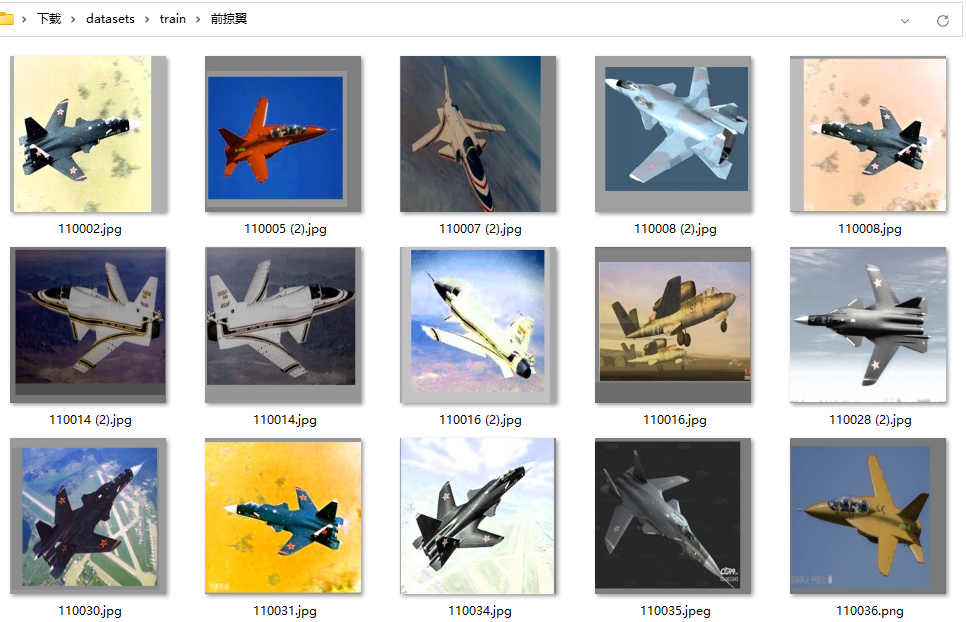 下载 datasets train 前掠翼
110002.jpg 110005 (2).jpg 110007 (2).jpg 110008 (2).jpg 110008.jpg
110014 (2).jpg 110014.jpg 110016 (2).jpg 110016.jpg 110028 (2).jpg
110030.jpg 110031.jpg 110034.jpg 110035.jpeg 110036.png